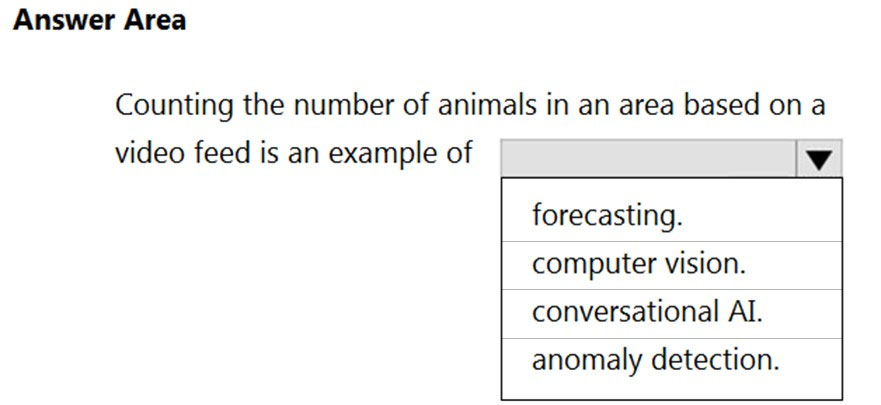 Answer Area
Counting the number of animals in an area based on a
video feed is an example of
forecasting.
computer vision.
conversational AI.
anomaly detection.